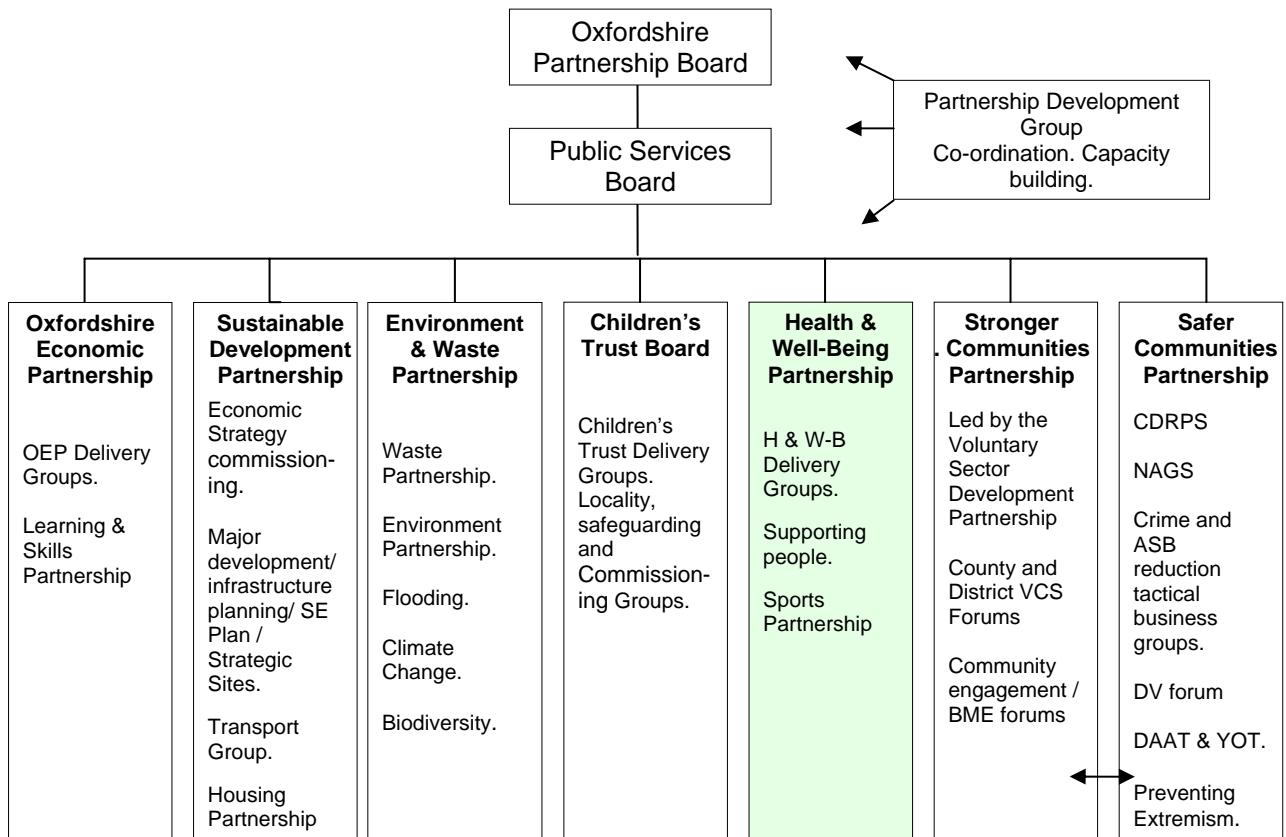 Oxfordshire
Partnership Board
Partnership Development
Group
Co-ordination. Capacity
building.
Public Services
Board
Oxfordshire
Economic
Partnership
OEP Delivery
Groups.
Learning &
Skills
Partnership
Sustainable
Development
Partnership
Economic
Strategy
commission-
ing.
Major
development/
infrastructure
planning/ SE
Plan /
Strategic
Sites.
Transport
Group.
Housing
Partnership
Environment
& Waste
Partnership
Waste
Partnership.
Environment
Partnership.
Flooding.
Climate
Change.
Biodiversity.
Children’s
Trust Board
Children’s
Trust Delivery
Groups.
Locality,
safeguarding
and
Commission-
ing Groups.
Health &
Well-Being
Partnership
H & W-B
Delivery
Groups.
Supporting
people.
Sports
Partnership
Stronger
. Communities
Partnership
Led by the
Voluntary
Sector
Development
Partnership
County and
District VCS
Forums
Community
engagement /
BME forums
Safer
Communities
Partnership
CDRPS
NAGS
Crime and
ASB
reduction
tactical
business
groups.
DV forum
DAAT & YOT.
Preventing
Extremism.